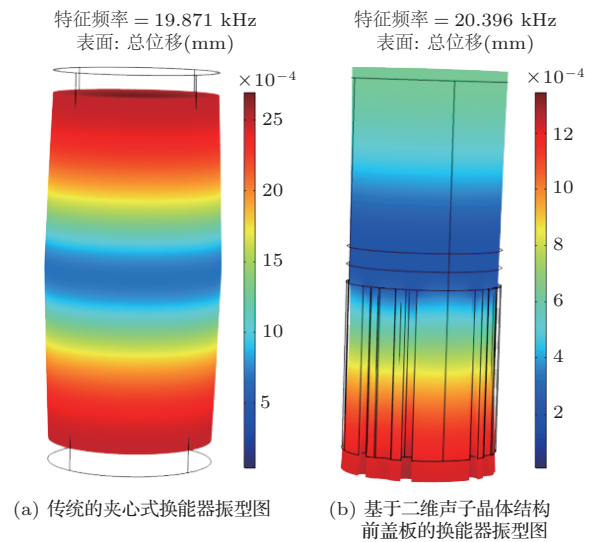 特征频率 = 19.871 kHz
表面: 总位移(mm)
×10⁻⁴
25
20
15
10
5
(a) 传统的夹心式换能器振型图
特征频率 = 20.396 kHz
表面: 总位移(mm)
×10⁻⁴
12
10
8
6
4
2
(b) 基于二维声子晶体结构
前盖板的换能器振型图